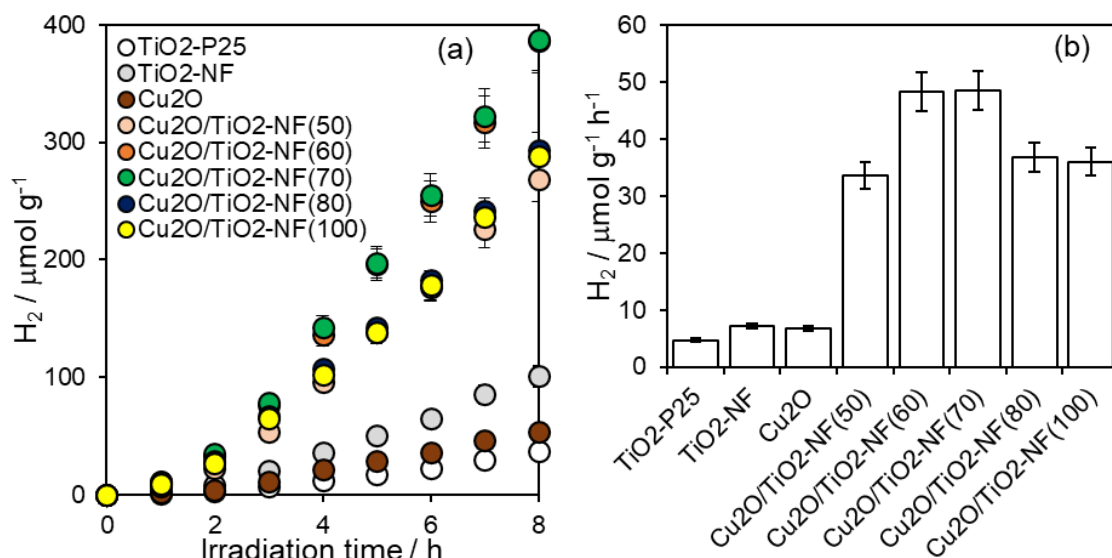 (a)
H2 / μmol g-1
400
300
200
100
0
TiO2-P25
TiO2-NF
Cu2O
Cu2O/TiO2-NF(50)
Cu2O/TiO2-NF(60)
Cu2O/TiO2-NF(70)
Cu2O/TiO2-NF(80)
Cu2O/TiO2-NF(100)
0 2 4 6 8
Irradiation time / h
(b)
H2 / μmol g-1 h-1
60
50
40
30
20
10
0
TiO2-P25
TiO2-NF
Cu2O
Cu2O/TiO2-NF(50)
Cu2O/TiO2-NF(60)
Cu2O/TiO2-NF(70)
Cu2O/TiO2-NF(80)
Cu2O/TiO2-NF(100)